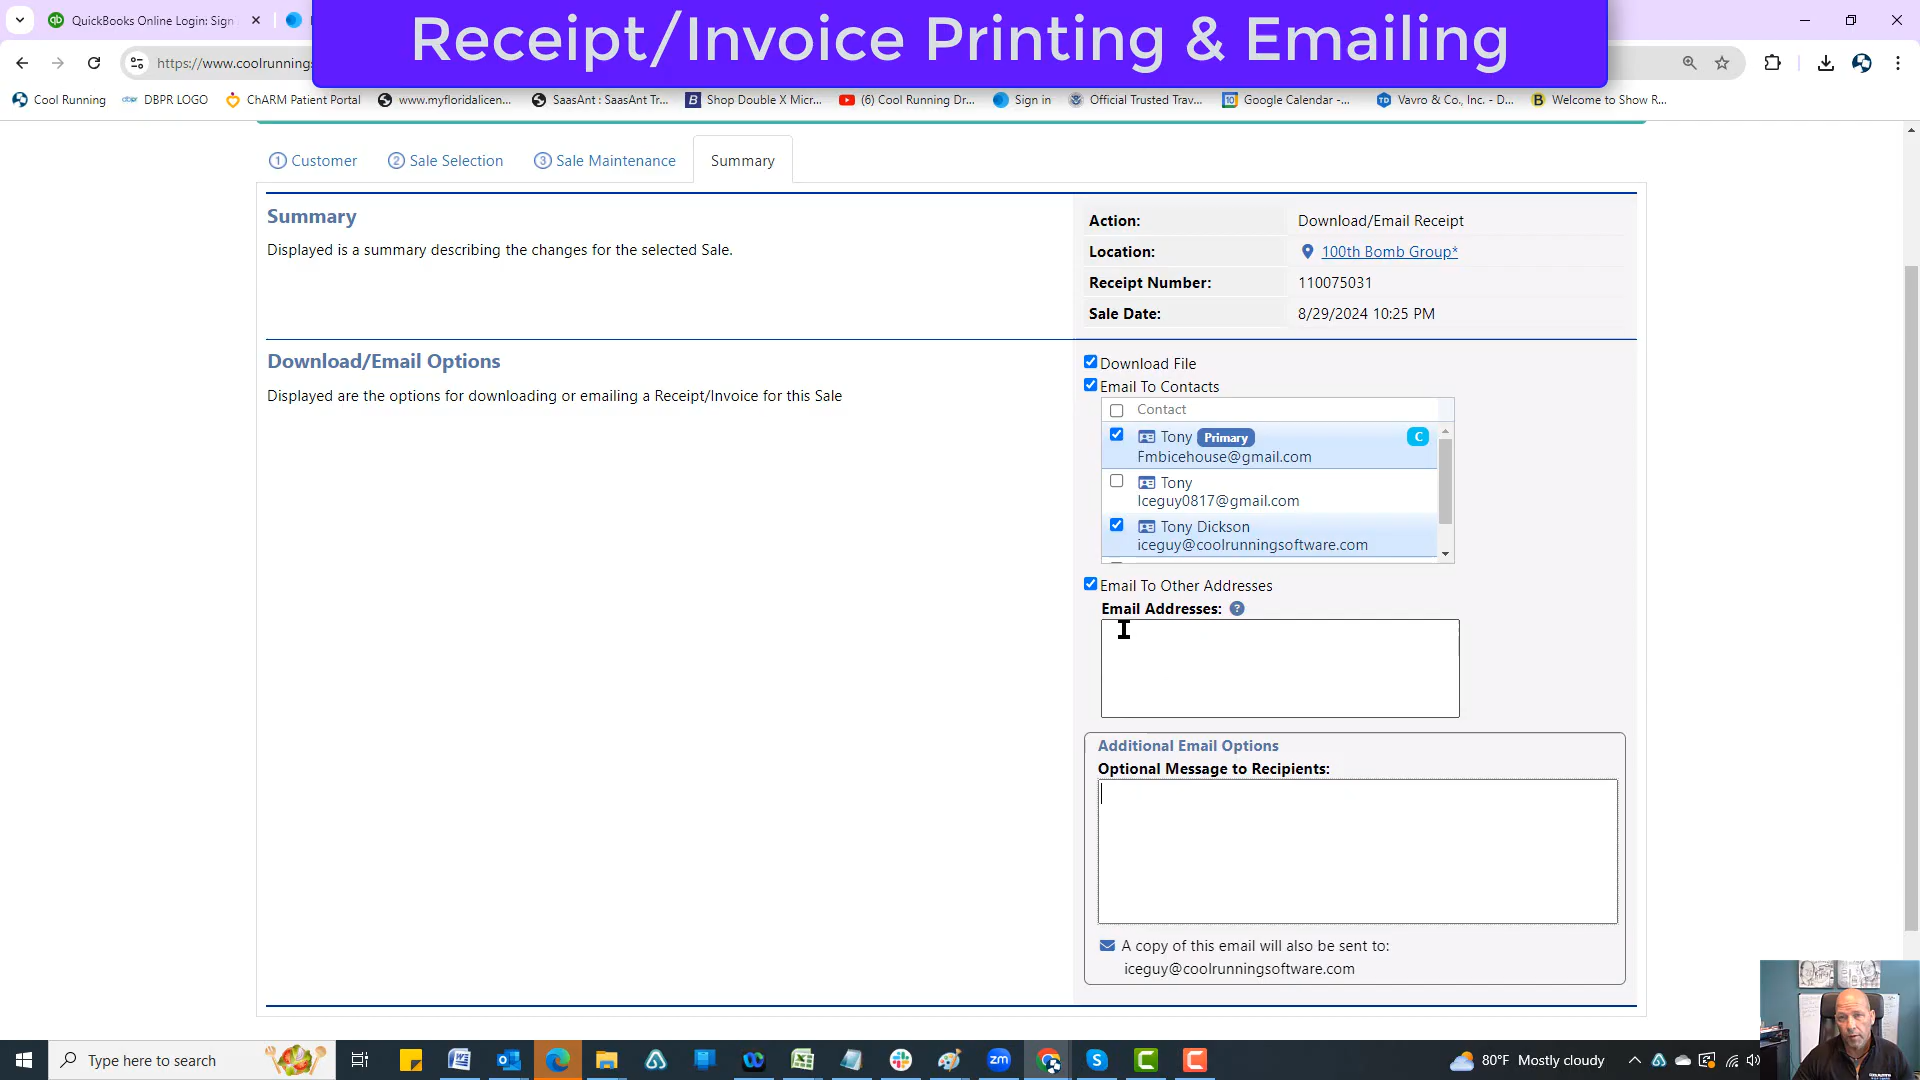 QuickBooks Online Login: Sign
Receipt/Invoice Printing & Emailing
https://www.coolrunnings
Cool Running
DBPR LOGO
ChARM Patient Portal
www.myfloridalicen...
SaasAnt : SaasAnt Tr...
Shop Double X Micr...
(6) Cool Running Dr...
Sign in
Official Trusted Trav...
Google Calendar -...
Vavro & Co., Inc. - D...
Welcome to Show R...
1 Customer
2 Sale Selection
3 Sale Maintenance
Summary
Summary
Displayed is a summary describing the changes for the selected Sale.
Action: Download/Email Receipt
Location: 100th Bomb Group*
Receipt Number: 110075031
Sale Date: 8/29/2024 10:25 PM
Download/Email Options
Displayed are the options for downloading or emailing a Receipt/Invoice for this Sale
Download File
Email To Contacts
Contact
Tony Primary C
Fmbicehouse@gmail.com
Tony
Iceguy0817@gmail.com
Tony Dickson
iceguy@coolrunningsoftware.com
Email To Other Addresses
Email Addresses: ?
Additional Email Options
Optional Message to Recipients:
A copy of this email will also be sent to:
iceguy@coolrunningsoftware.com
Type here to search
80°F Mostly cloudy